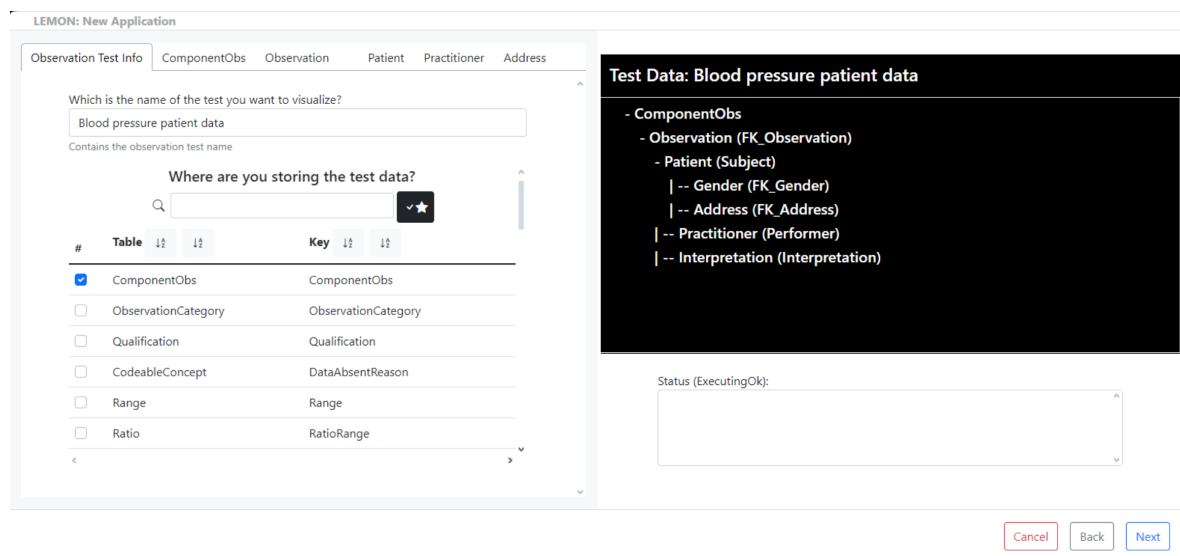 LEMON: New Application
Observation Test Info ComponentObs Observation Patient Practitioner Address
Which is the name of the test you want to visualize?
Blood pressure patient data
Contains the observation test name
Where are you storing the test data?
# Table Key
ComponentObs ComponentObs
ObservationCategory ObservationCategory
Qualification Qualification
CodeableConcept DataAbsentReason
Range Range
Ratio RatioRange
Test Data: Blood pressure patient data
- ComponentObs
- Observation (FK_Observation)
- Patient (Subject)
| -- Gender (FK_Gender)
| -- Address (FK_Address)
| -- Practitioner (Performer)
| -- Interpretation (Interpretation)
Status (ExecutingOk):
Cancel Back Next